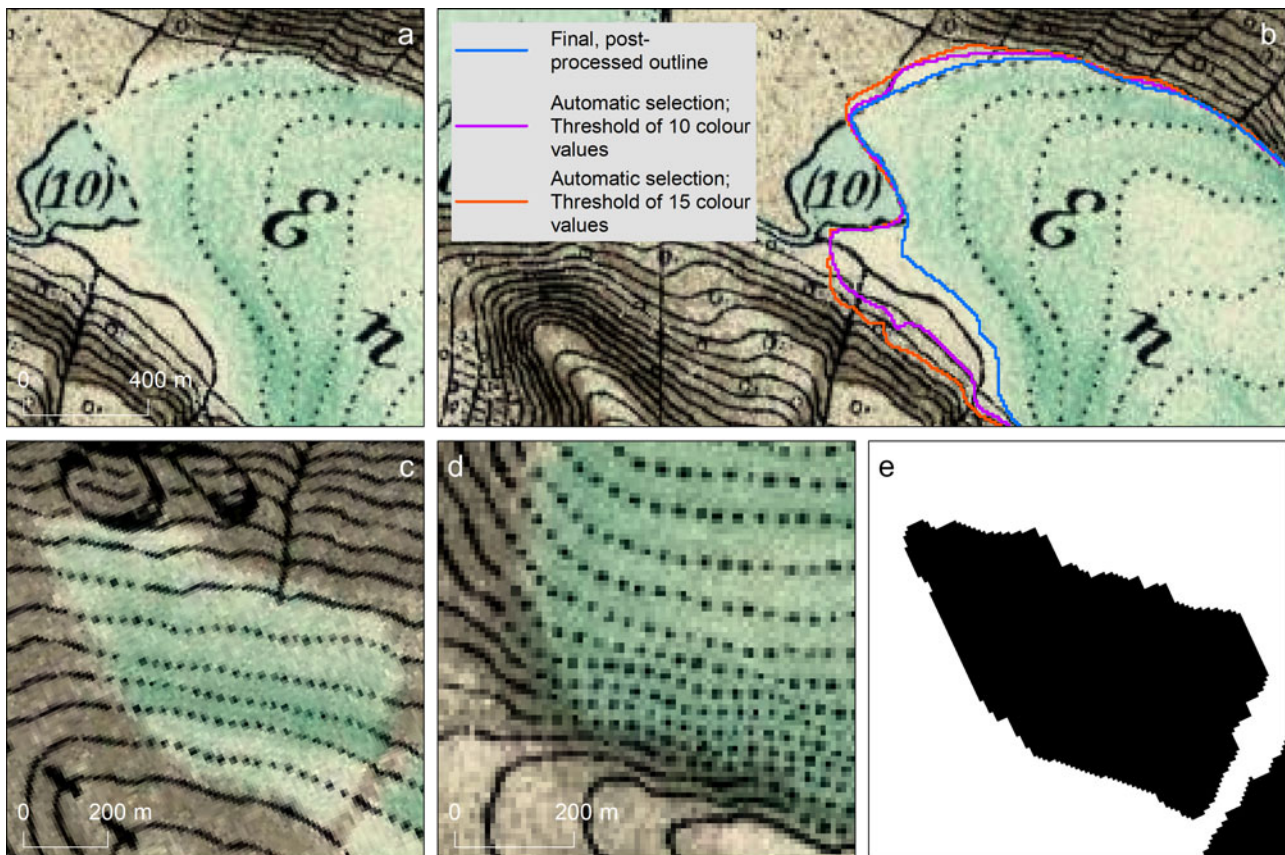 a
(10)
E
n
0 400 m
b
Final, post-
processed outline
Automatic selection;
Threshold of 10 colour
values
Automatic selection;
Threshold of 15 colour
values
(10)
E
n
c
0 200 m
d
0 200 m
e